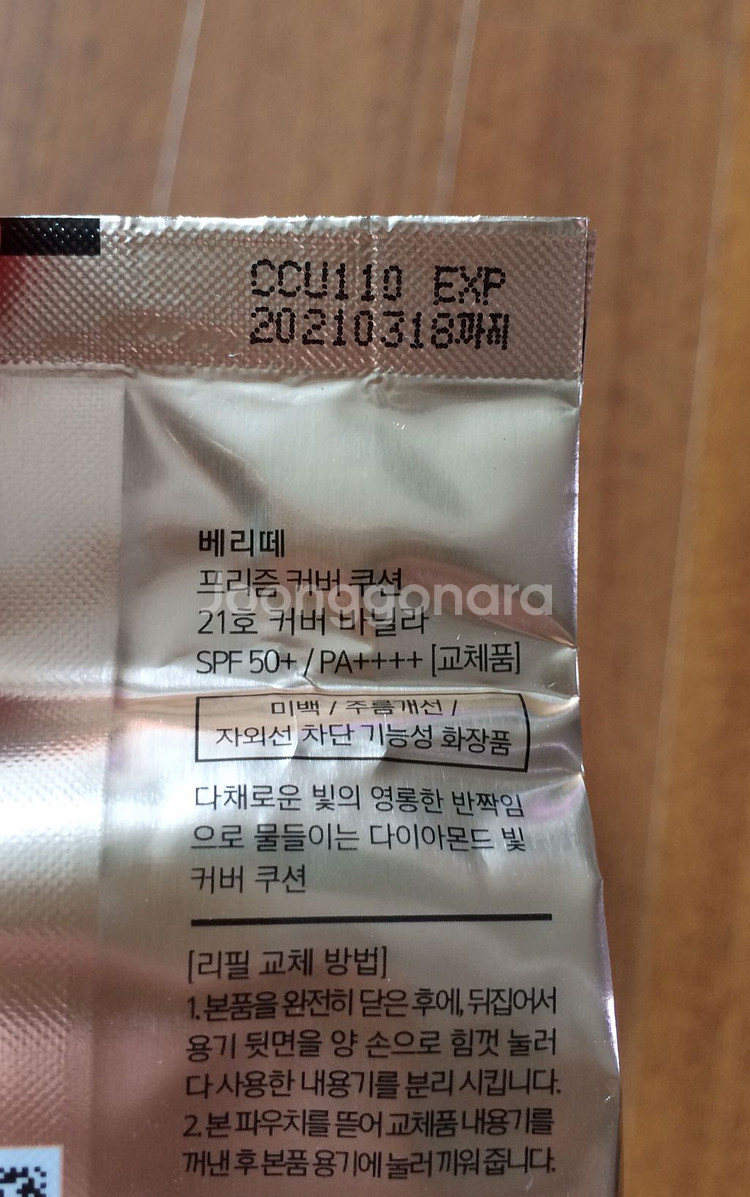 CCU110 EXP
20210318까지
베리떼
프리즘 커버 쿠션
Joonggonara
21호 커버 바닐라
SPF 50+ / PA++++ [교체품]
미백 / 주름개선 /
자외선 차단 기능성 화장품
다채로운 빛의 영롱한 반짝임
으로 물들이는 다이아몬드 빛
커버 쿠션
[리필 교체 방법]
1. 본품을 완전히 닫은 후에, 뒤집어서
용기 뒷면을 양 손으로 힘껏 눌러
다 사용한 내용기를 분리 시킵니다.
2. 본 파우치를 뜯어 교체품 내용기를
꺼낸 후 본품 용기에 눌러 끼워 줍니다.